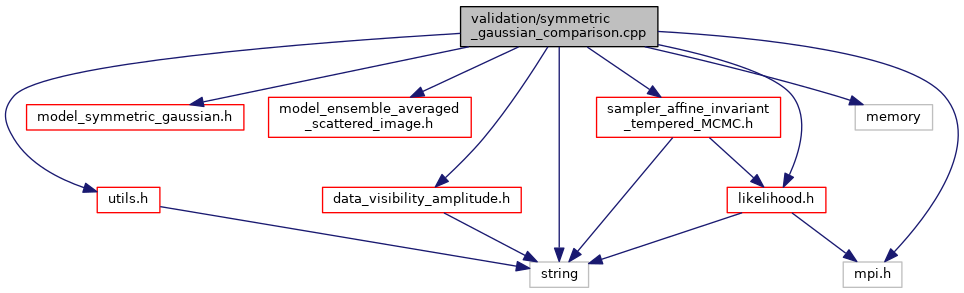 validation/symmetric
_gaussian_comparison.cpp
model_symmetric_gaussian.h
model_ensemble_averaged
_scattered_image.h
sampler_affine_invariant
_tempered_MCMC.h
memory
utils.h
data_visibility_amplitude.h
likelihood.h
string
mpi.h